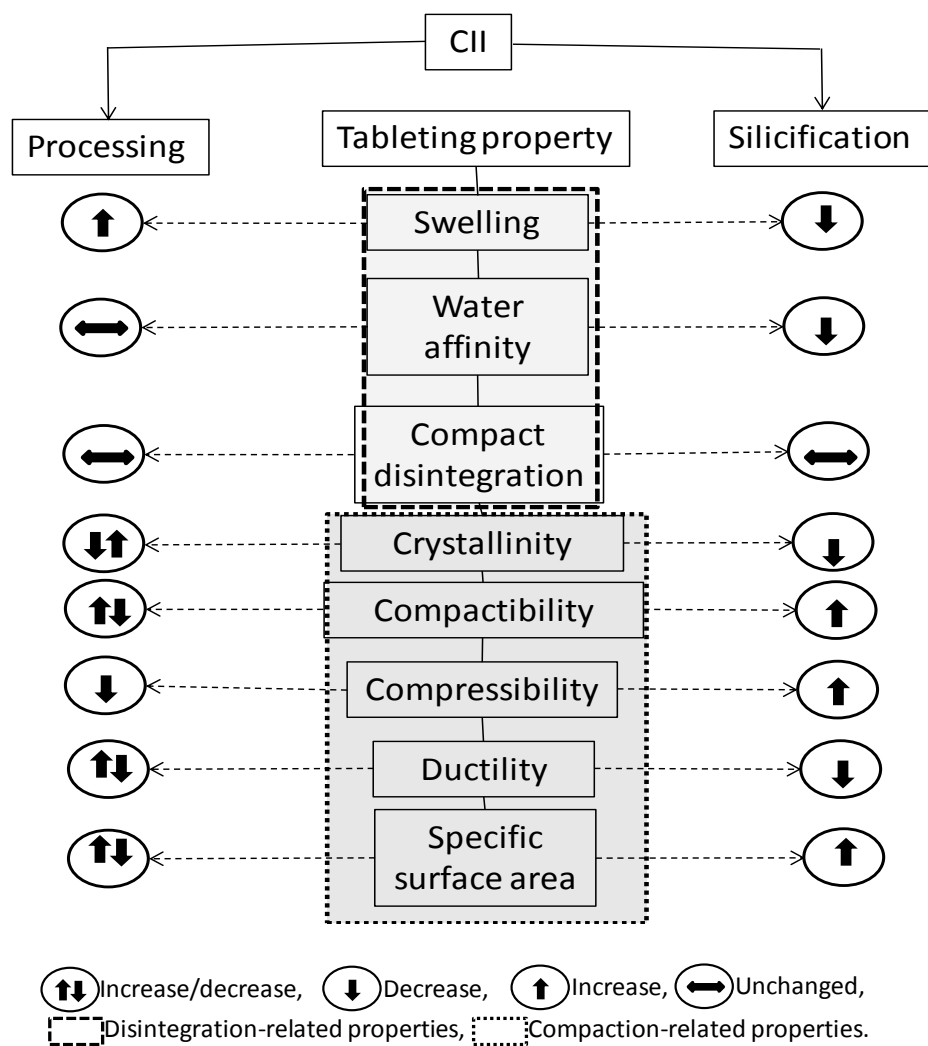 CII
Processing
Tableting property
Silicification
Swelling
Water
affinity
Compact
disintegration
Crystallinity
Compactibility
Compressibility
Ductility
Specific
surface area
Increase/decrease, Decrease, Increase, Unchanged,
Disintegration-related properties, Compaction-related properties.